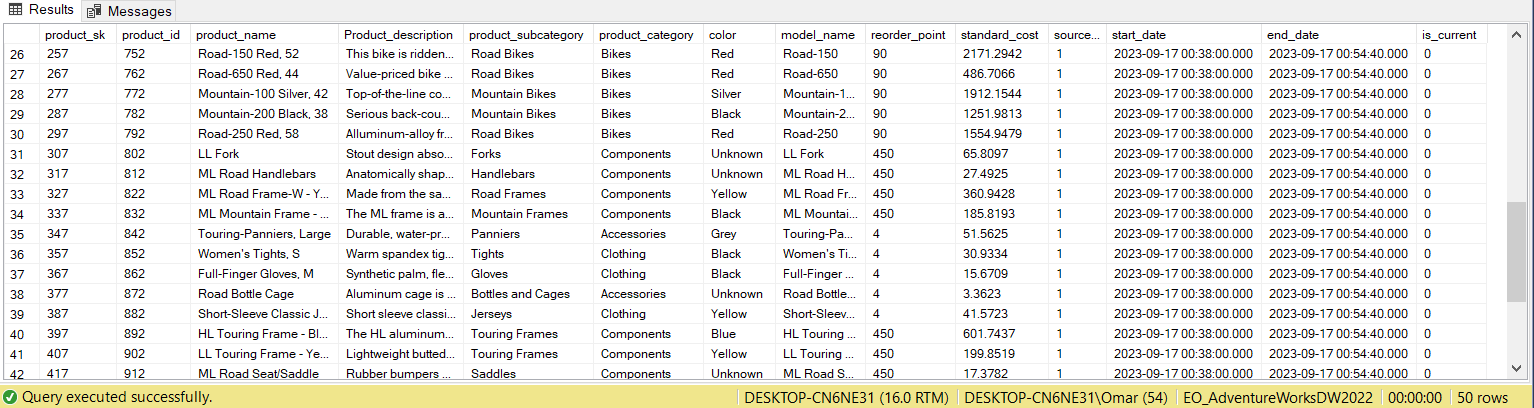 Results Messages
product_sk product_id product_name Product_description product_subcategory product_category color model_name reorder_point standard_cost source... start_date end_date is_current
26 257 752 Road-150 Red, 52 This bike is ridden... Road Bikes Bikes Red Road-150 90 2171.2942 1 2023-09-17 00:38:00.000 2023-09-17 00:54:40.000 0
27 267 762 Road-650 Red, 44 Value-priced bike ... Road Bikes Bikes Red Road-650 90 486.7066 1 2023-09-17 00:38:00.000 2023-09-17 00:54:40.000 0
28 277 772 Mountain-100 Silver, 42 Top-of-the-line co... Mountain Bikes Bikes Silver Mountain-1... 90 1912.1544 1 2023-09-17 00:38:00.000 2023-09-17 00:54:40.000 0
29 287 782 Mountain-200 Black, 38 Serious back-cou... Mountain Bikes Bikes Black Mountain-2... 90 1251.9813 1 2023-09-17 00:38:00.000 2023-09-17 00:54:40.000 0
30 297 792 Road-250 Red, 58 Alluminum-alloy fr... Road Bikes Bikes Red Road-250 90 1554.9479 1 2023-09-17 00:38:00.000 2023-09-17 00:54:40.000 0
31 307 802 LL Fork Stout design abso... Forks Components Unknown LL Fork 450 65.8097 1 2023-09-17 00:38:00.000 2023-09-17 00:54:40.000 0
32 317 812 ML Road Handlebars Anatomically shap... Handlebars Components Unknown ML Road H... 450 27.4925 1 2023-09-17 00:38:00.000 2023-09-17 00:54:40.000 0
33 327 822 ML Road Frame-W - Y... Made from the sa... Road Frames Components Yellow ML Road Fr... 450 360.9428 1 2023-09-17 00:38:00.000 2023-09-17 00:54:40.000 0
34 337 832 ML Mountain Frame - ... The ML frame is a... Mountain Frames Components Black ML Mountai... 450 185.8193 1 2023-09-17 00:38:00.000 2023-09-17 00:54:40.000 0
35 347 842 Touring-Panniers, Large Durable, water-pr... Panniers Accessories Grey Touring-Pa... 4 51.5625 1 2023-09-17 00:38:00.000 2023-09-17 00:54:40.000 0
36 357 852 Women's Tights, S Warm spandex tig... Tights Clothing Black Women's Ti... 4 30.9334 1 2023-09-17 00:38:00.000 2023-09-17 00:54:40.000 0
37 367 862 Full-Finger Gloves, M Synthetic palm, fle... Gloves Clothing Black Full-Finger ... 4 15.6709 1 2023-09-17 00:38:00.000 2023-09-17 00:54:40.000 0
38 377 872 Road Bottle Cage Aluminum cage is ... Bottles and Cages Accessories Unknown Road Bottle... 4 3.3623 1 2023-09-17 00:38:00.000 2023-09-17 00:54:40.000 0
39 387 882 Short-Sleeve Classic J... Short sleeve classi... Jerseys Clothing Yellow Short-Sleev... 4 41.5723 1 2023-09-17 00:38:00.000 2023-09-17 00:54:40.000 0
40 397 892 HL Touring Frame - Bl... The HL aluminum... Touring Frames Components Blue HL Touring ... 450 601.7437 1 2023-09-17 00:38:00.000 2023-09-17 00:54:40.000 0
41 407 902 LL Touring Frame - Ye... Lightweight butted... Touring Frames Components Yellow LL Touring ... 450 199.8519 1 2023-09-17 00:38:00.000 2023-09-17 00:54:40.000 0
42 417 912 ML Road Seat/Saddle Rubber bumpers ... Saddles Components Unknown ML Road S... 450 17.3782 1 2023-09-17 00:38:00.000 2023-09-17 00:54:40.000 0
Query executed successfully. DESKTOP-CN6NE31 (16.0 RTM) DESKTOP-CN6NE31\Omar (54) EO_AdventureWorksDW2022 00:00:00 50 rows